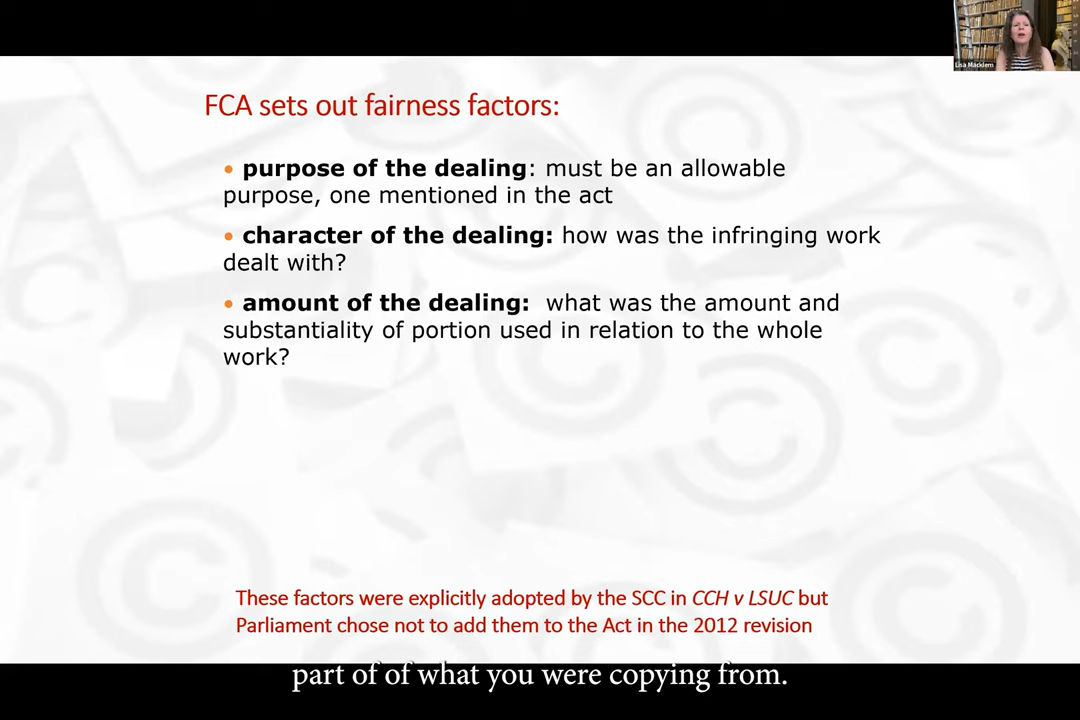 Lisa Macklem
FCA sets out fairness factors:
• purpose of the dealing: must be an allowable
purpose, one mentioned in the act
• character of the dealing: how was the infringing work
dealt with?
• amount of the dealing: what was the amount and
substantiality of portion used in relation to the whole
work?
These factors were explicitly adopted by the SCC in CCH v LSUC but
Parliament chose not to add them to the Act in the 2012 revision
part of of what you were copying from.